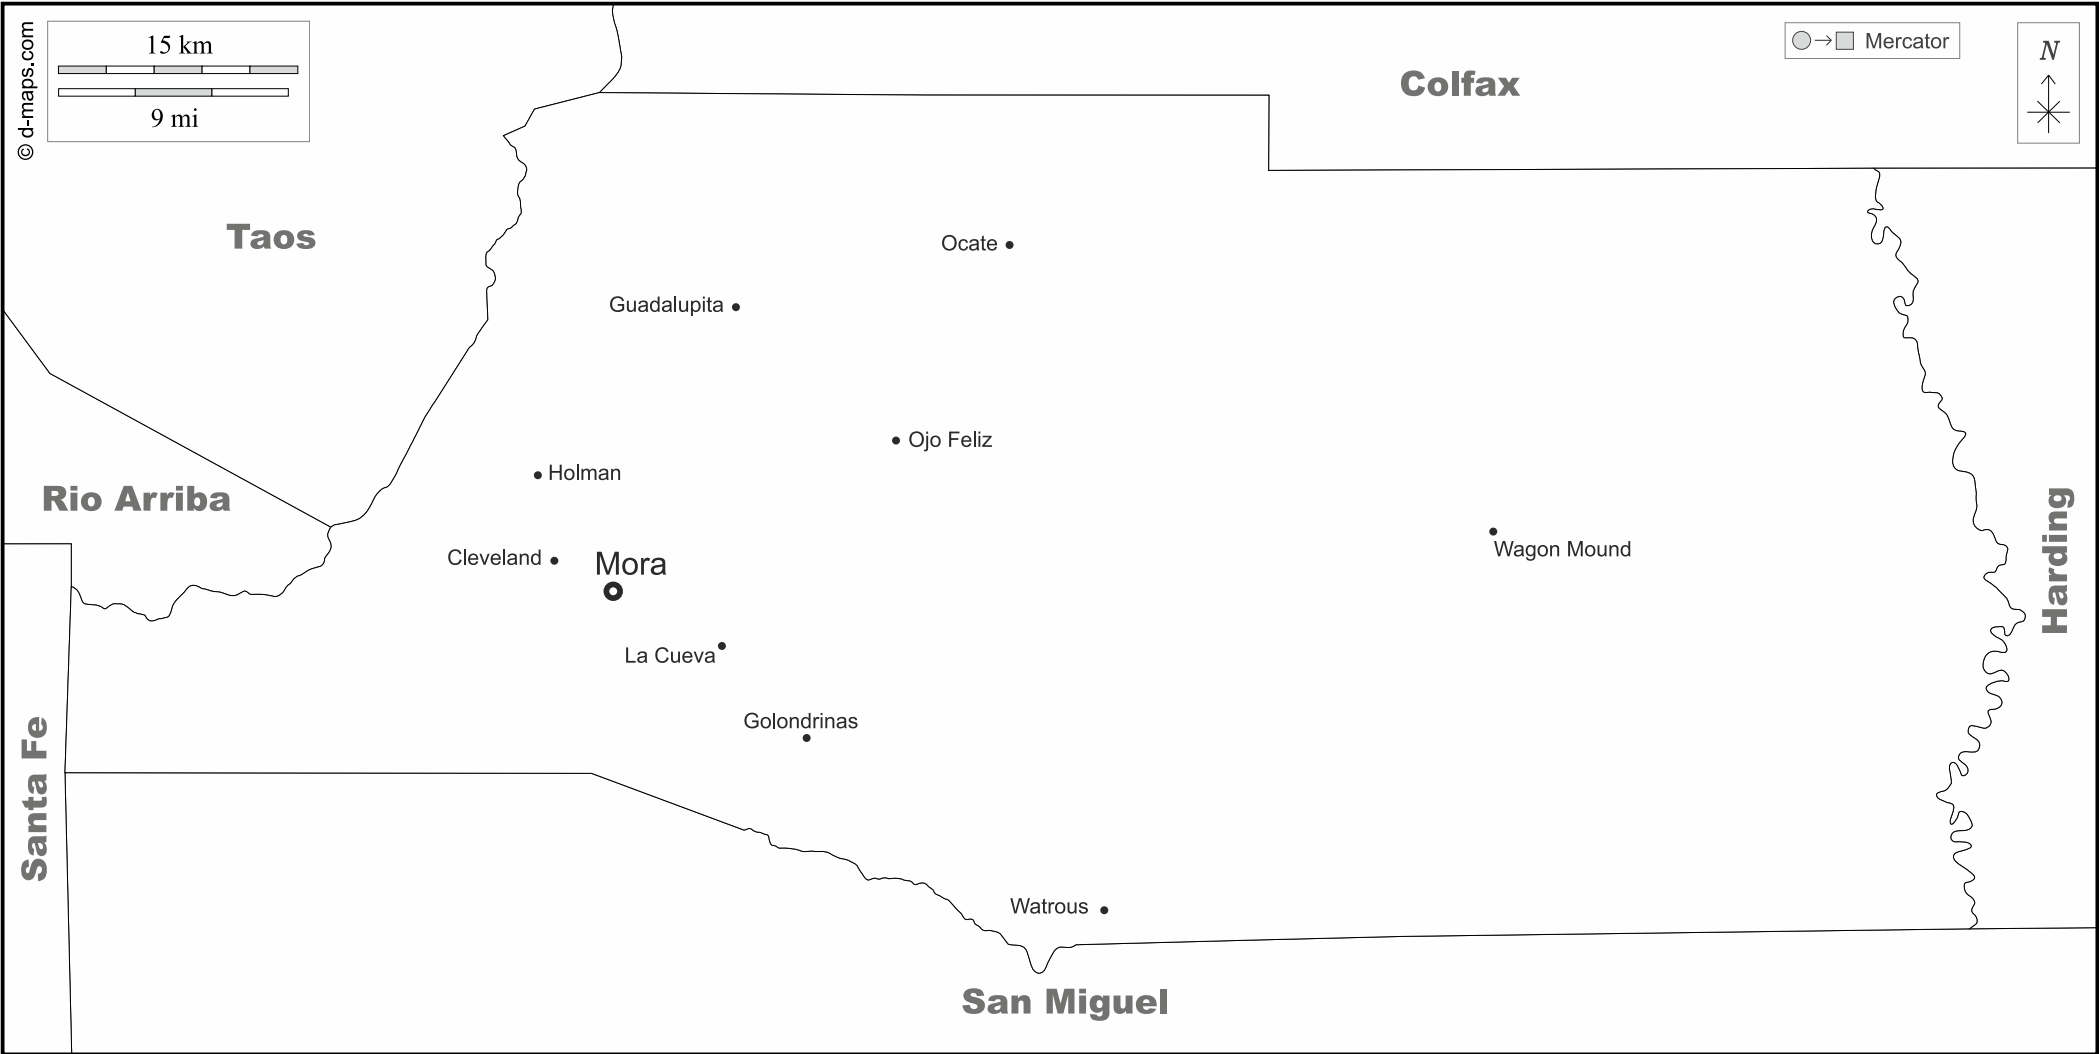 © d-maps.com
15 km
9 mi
Mercator
N
Colfax
Taos
Ocate
Guadalupita
Ojo Feliz
Holman
Rio Arriba
Wagon Mound
Cleveland
Mora
Harding
La Cueva
Golondrinas
Santa Fe
Watrous
San Miguel